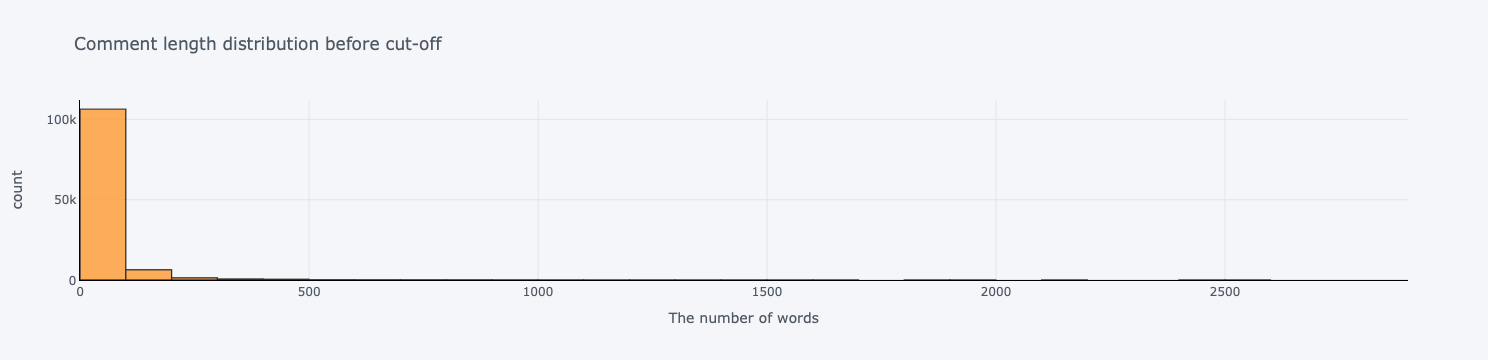 Comment length distribution before cut-off
100k
50k
0
count
0 500 1000 1500 2000 2500
The number of words